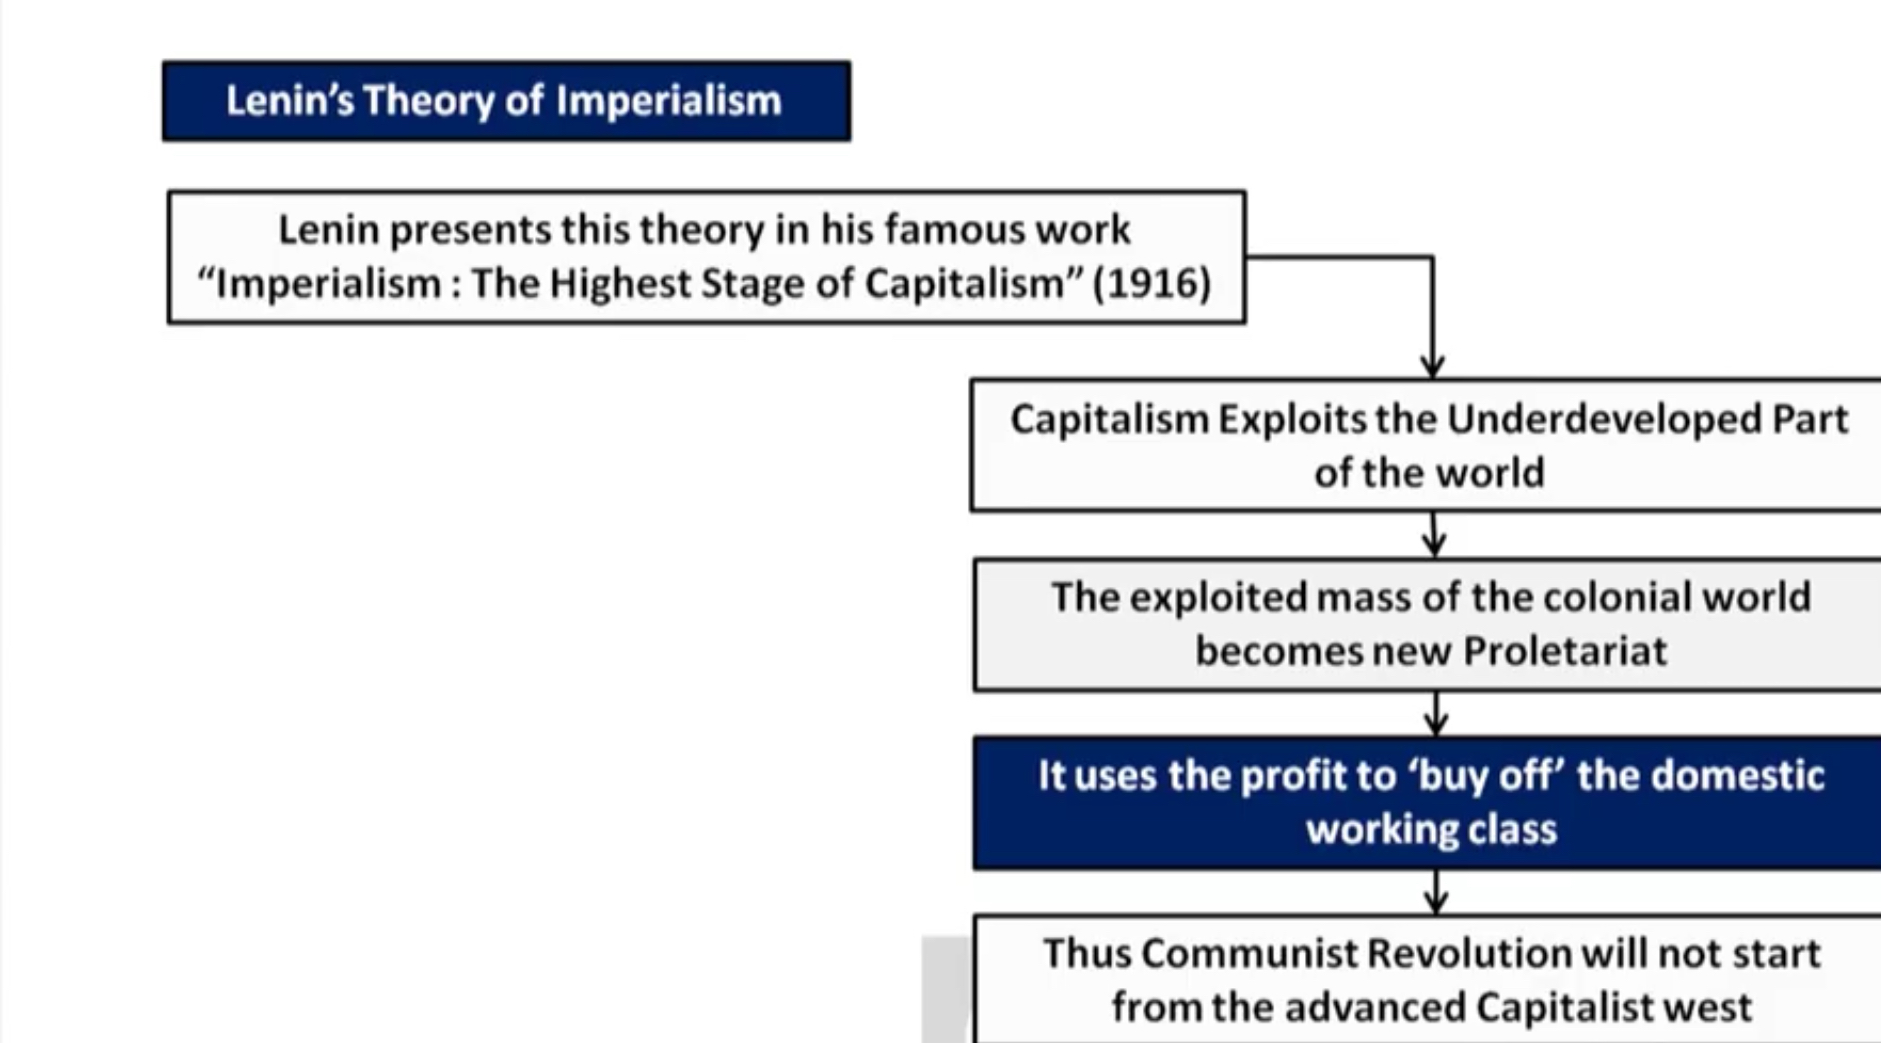 Lenin’s Theory of Imperialism
Lenin presents this theory in his famous work
“Imperialism : The Highest Stage of Capitalism” (1916)
Capitalism Exploits the Underdeveloped Part
of the world
The exploited mass of the colonial world
becomes new Proletariat
It uses the profit to ‘buy off’ the domestic
working class
Thus Communist Revolution will not start
from the advanced Capitalist west